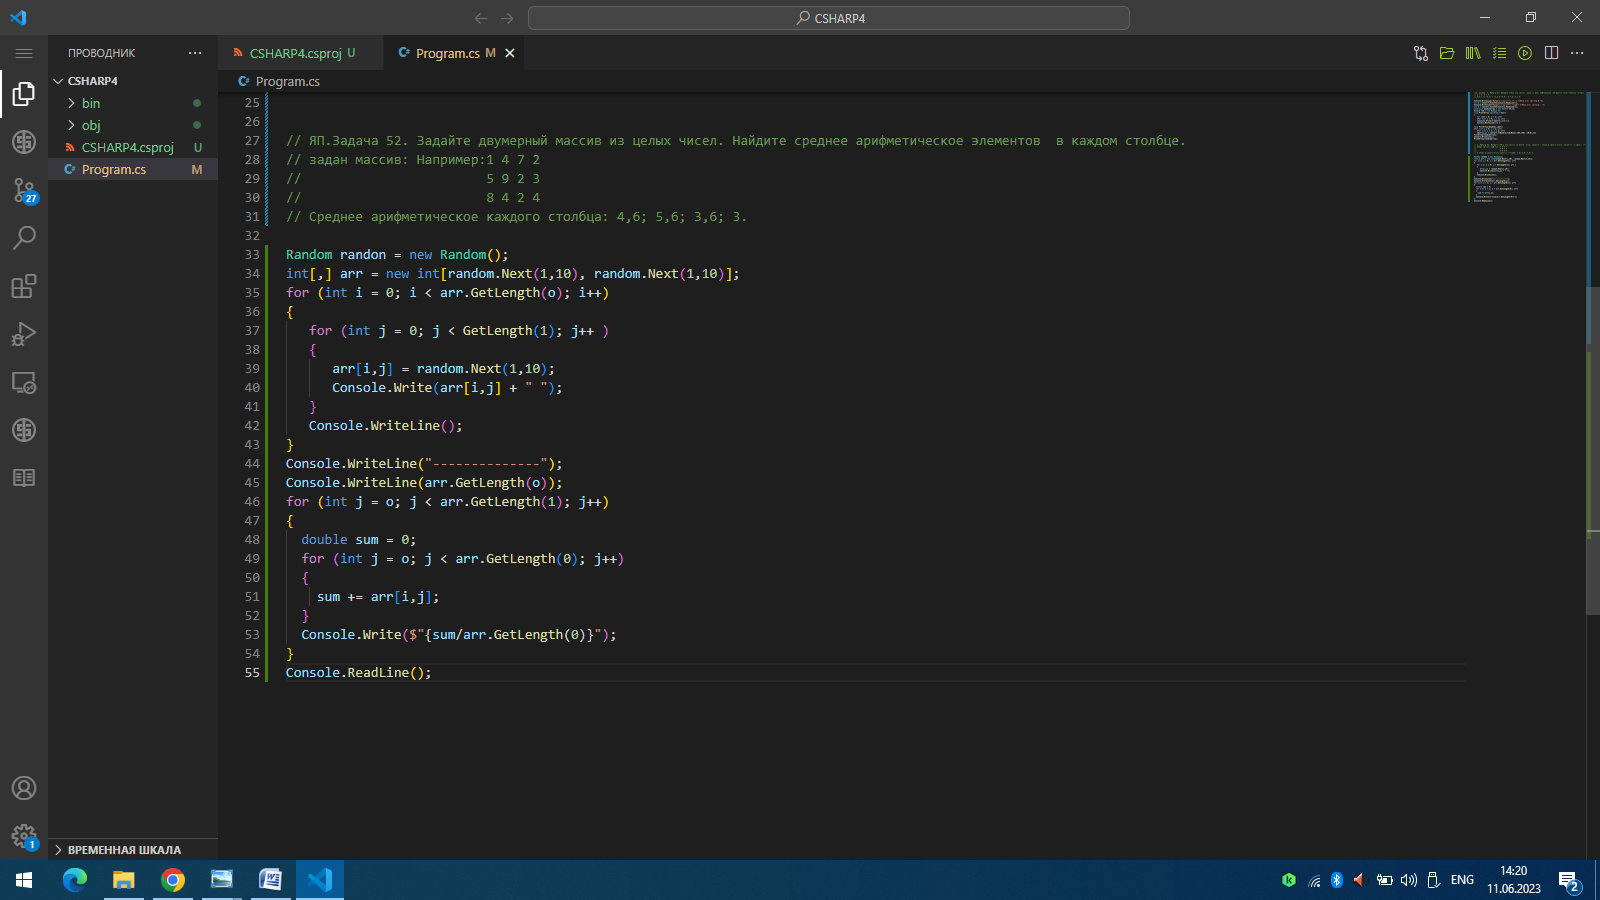 CSHARP4
ПРОВОДНИК
CSHARP4.csproj U
Program.cs M
CSHARP4
Program.cs
bin
obj
CSHARP4.csproj U
Program.cs M
25
26
27 // ЯП.Задача 52. Задайте двумерный массив из целых чисел. Найдите среднее арифметическое элементов  в каждом столбце.
28 // задан массив: Например:1 4 7 2
29 //                        5 9 2 3
30 //                        8 4 2 4
31 // Среднее арифметическое каждого столбца: 4,6; 5,6; 3,6; 3.
32
33 Random randon = new Random();
34 int[,] arr = new int[random.Next(1,10), random.Next(1,10)];
35 for (int i = 0; i < arr.GetLength(o); i++)
36 {
37    for (int j = 0; j < GetLength(1); j++ )
38    {
39       arr[i,j] = random.Next(1,10);
40       Console.Write(arr[i,j] + " ");
41    }
42    Console.WriteLine();
43 }
44 Console.WriteLine("--------------");
45 Console.WriteLine(arr.GetLength(o));
46 for (int j = o; j < arr.GetLength(1); j++)
47 {
48   double sum = 0;
49   for (int j = o; j < arr.GetLength(0); j++)
50   {
51     sum += arr[i,j];
52   }
53   Console.Write($"{sum/arr.GetLength(0)}");
54 }
55 Console.ReadLine();
27
1
ВРЕМЕННАЯ ШКАЛА
ENG
14:20
11.06.2023
2